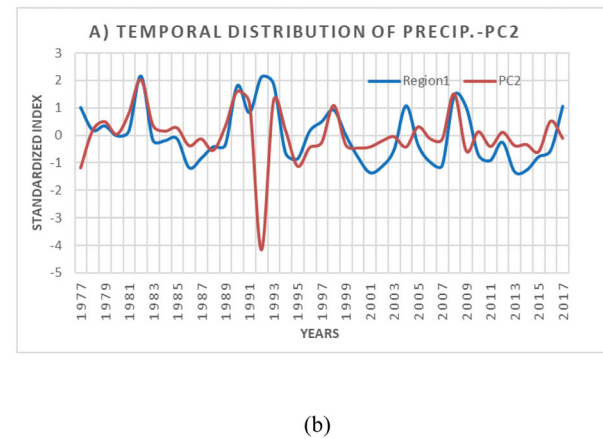 A) TEMPORAL DISTRIBUTION OF PRECIP.-PC2
3
2
1
0
-1
-2
-3
-4
-5
STANDARDIZED INDEX
Region1 PC2
1977 1979 1981 1983 1985 1987 1989 1991 1993 1995 1997 1999 2001 2003 2005 2007 2009 2011 2013 2015 2017
YEARS
(b)